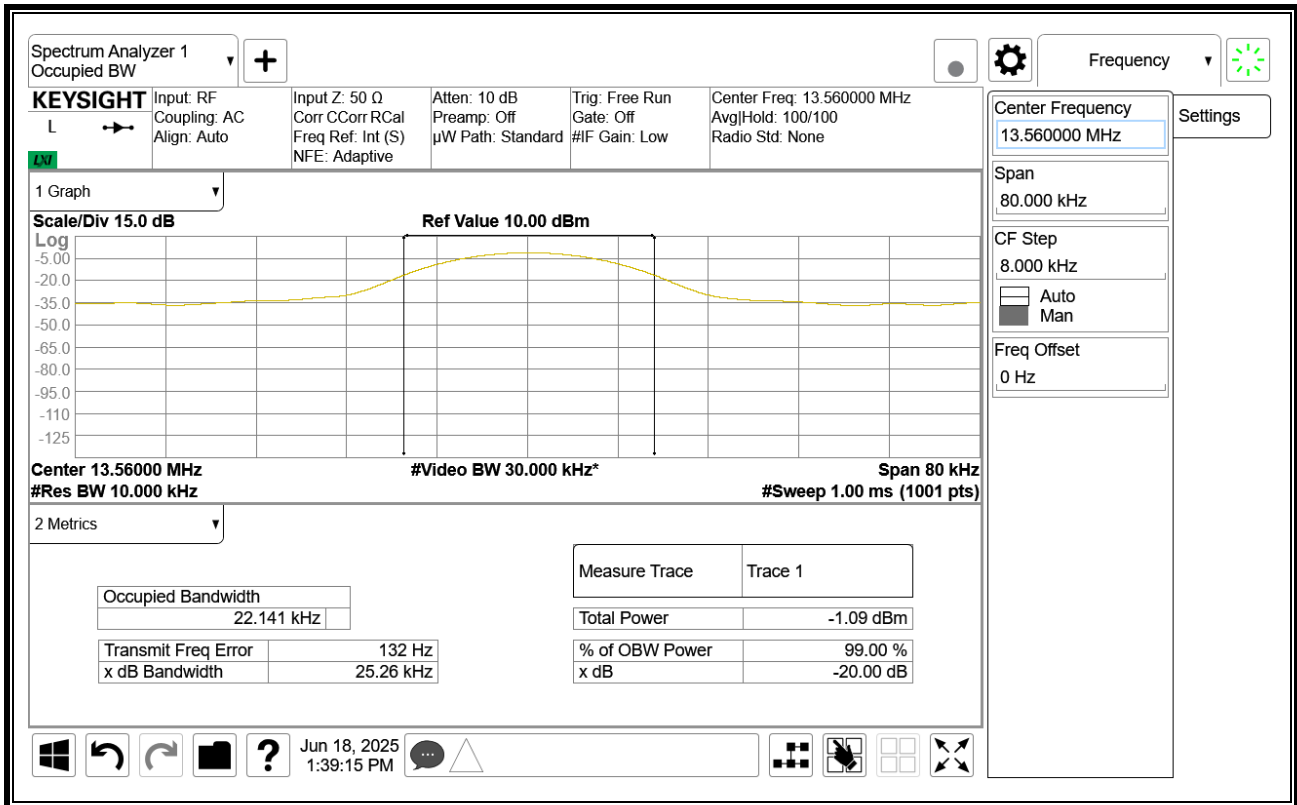 Spectrum Analyzer 1
Occupied BW
Frequency
KEYSIGHT
L
LXI
Input: RF
Coupling: AC
Align: Auto
Input Z: 50 Ω
Corr CCorr RCal
Freq Ref: Int (S)
NFE: Adaptive
Atten: 10 dB
Preamp: Off
µW Path: Standard
Trig: Free Run
Gate: Off
#IF Gain: Low
Center Freq: 13.560000 MHz
Avg|Hold: 100/100
Radio Std: None
Center Frequency
13.560000 MHz
Settings
Span
80.000 kHz
CF Step
8.000 kHz
Auto
Man
Freq Offset
0 Hz
1 Graph
Scale/Div 15.0 dB
Ref Value 10.00 dBm
Log
-5.00
-20.0
-35.0
-50.0
-65.0
-80.0
-95.0
-110
-125
Center 13.56000 MHz
#Video BW 30.000 kHz*
Span 80 kHz
#Res BW 10.000 kHz
#Sweep 1.00 ms (1001 pts)
2 Metrics
Measure Trace
Trace 1
Occupied Bandwidth
22.141 kHz
Total Power
-1.09 dBm
Transmit Freq Error
132 Hz
% of OBW Power
99.00 %
x dB Bandwidth
25.26 kHz
x dB
-20.00 dB
?
Jun 18, 2025
1:39:15 PM